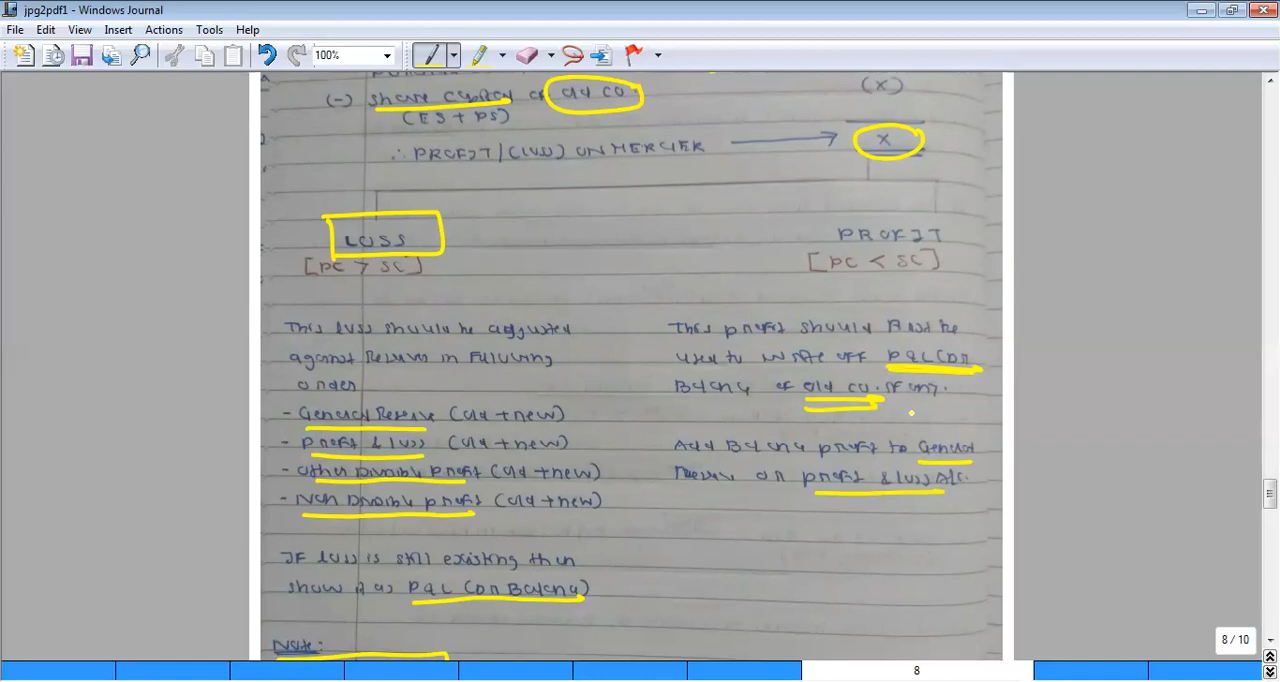 jpg2pdf1 - Windows Journal
File Edit View Insert Actions Tools Help
100%
(-) share capital of old co. (X)
(ES + PS)
∴ PROFIT/(LOSS) ON MERGER X
LOSS PROFIT
[PC > SC] [PC < SC]
This loss should be adjusted
against Reserves in Following
order
- General Reserve (old + new)
- Profit & loss (old + new)
- Other Divisible profit (old + new)
- Non Divisible profit (old + new)
IF loss is still existing then
show it as P&L (Dr Balance)
Note:
This profit should First be
used to write off P&L (Dr)
Balance of old co. if any.
Add Balance profit to General
Reserve or profit & loss A/c.
8 / 10
8